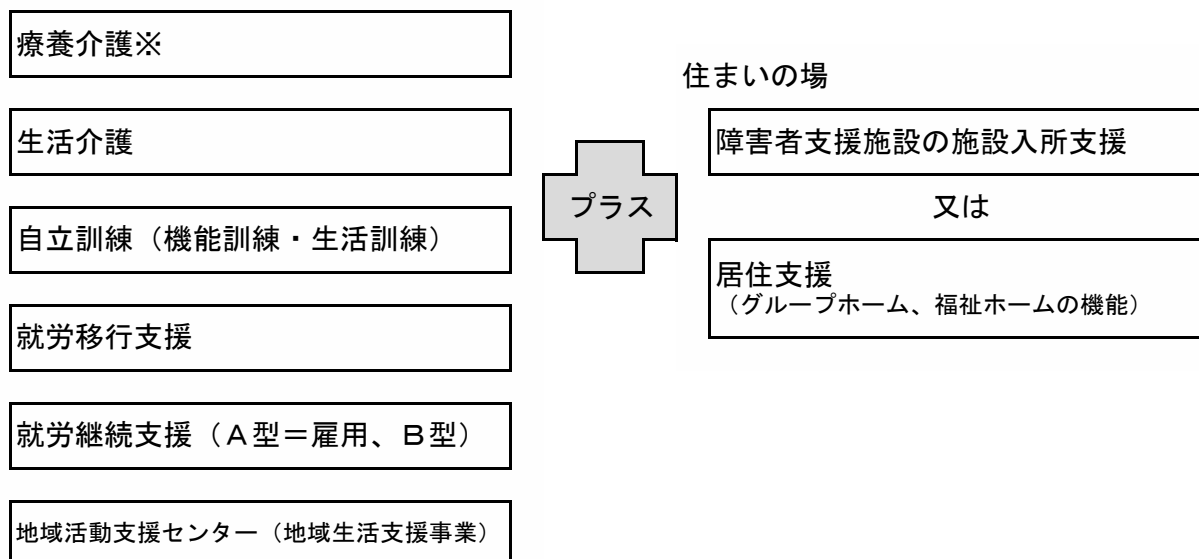 療養介護※
生活介護
自立訓練（機能訓練・生活訓練）
就労移行支援
就労継続支援（Ａ型＝雇用、Ｂ型）
地域活動支援センター（地域生活支援事業）
プラス
住まいの場
障害者支援施設の施設入所支援
又は
居住支援
（グループホーム、福祉ホームの機能）